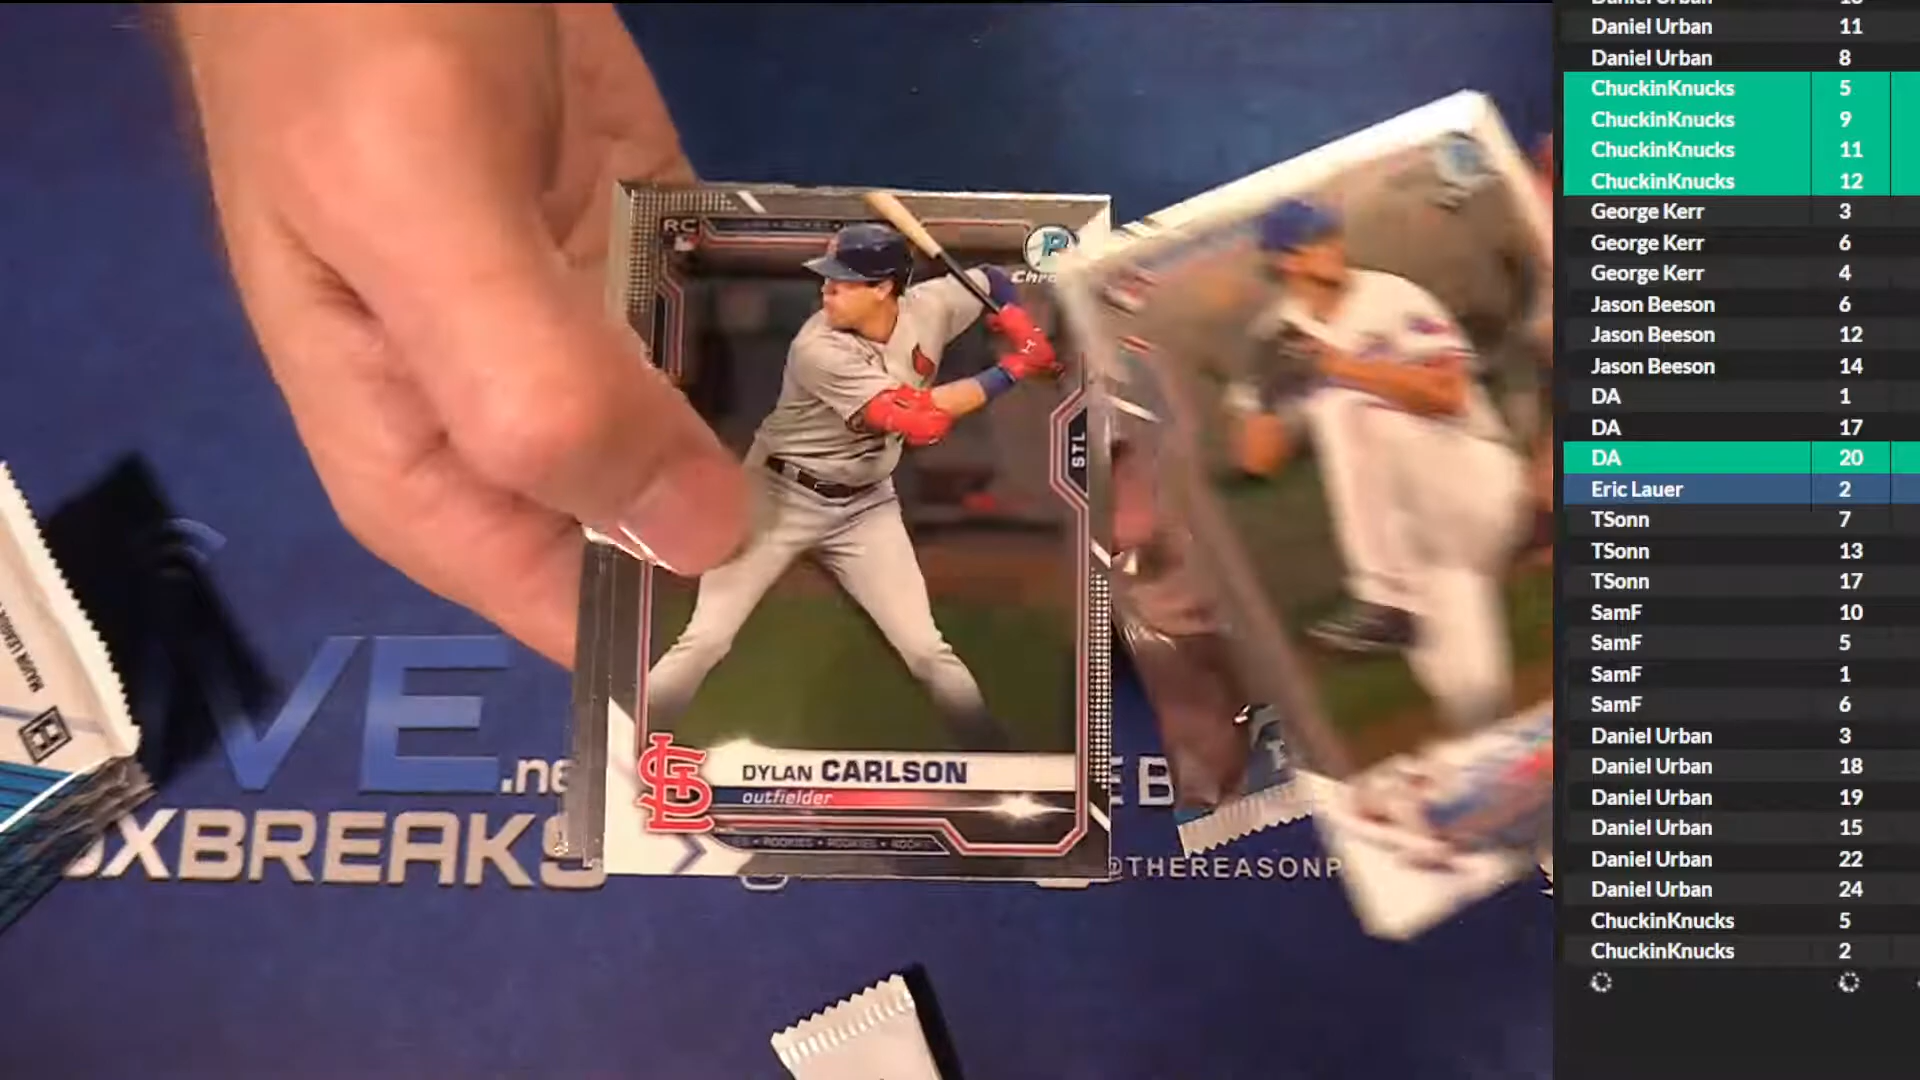 Daniel Urban 11
Daniel Urban 8
ChuckinKnucks 5
ChuckinKnucks 9
ChuckinKnucks 11
ChuckinKnucks 12
George Kerr 3
George Kerr 6
George Kerr 4
Jason Beeson 6
Jason Beeson 12
Jason Beeson 14
DA 1
DA 17
DA 20
Eric Lauer 2
TSonn 7
TSonn 13
TSonn 17
SamF 10
SamF 5
SamF 1
SamF 6
Daniel Urban 3
Daniel Urban 18
Daniel Urban 19
Daniel Urban 15
Daniel Urban 22
Daniel Urban 24
ChuckinKnucks 5
ChuckinKnucks 2
RC
STL
DYLAN CARLSON
outfielder
ROOKIES • ROOKIES
VE.ne
XBREAKS
@THEREASONP